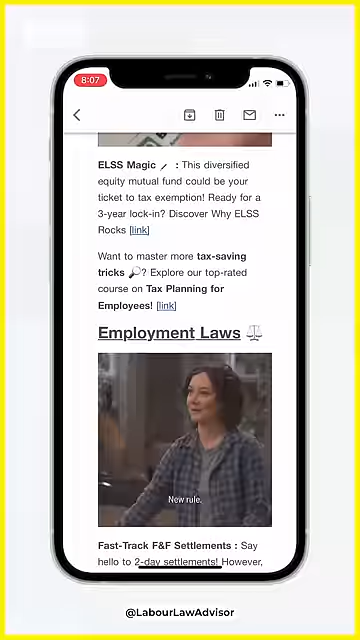 8:07
ELSS Magic 🪄 : This diversified
equity mutual fund could be your
ticket to tax exemption! Ready for a
3-year lock-in? Discover Why ELSS
Rocks [link]
Want to master more tax-saving
tricks 🔎? Explore our top-rated
course on Tax Planning for
Employees! [link]
Employment Laws ⚖️
New rule.
Fast-Track F&F Settlements : Say
hello to 2-day settlements! However,
@LabourLawAdvisor